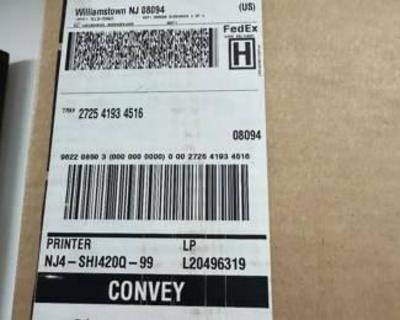 Williamstown NJ 08094
(US)
FedEx
H
TRK# 2725 4193 4516
08094
9622 0850 3 (000 000 0000) 0 00 2725 4193 4516
PRINTER LP
NJ4-SHI420Q-99 L20496319
CONVEY